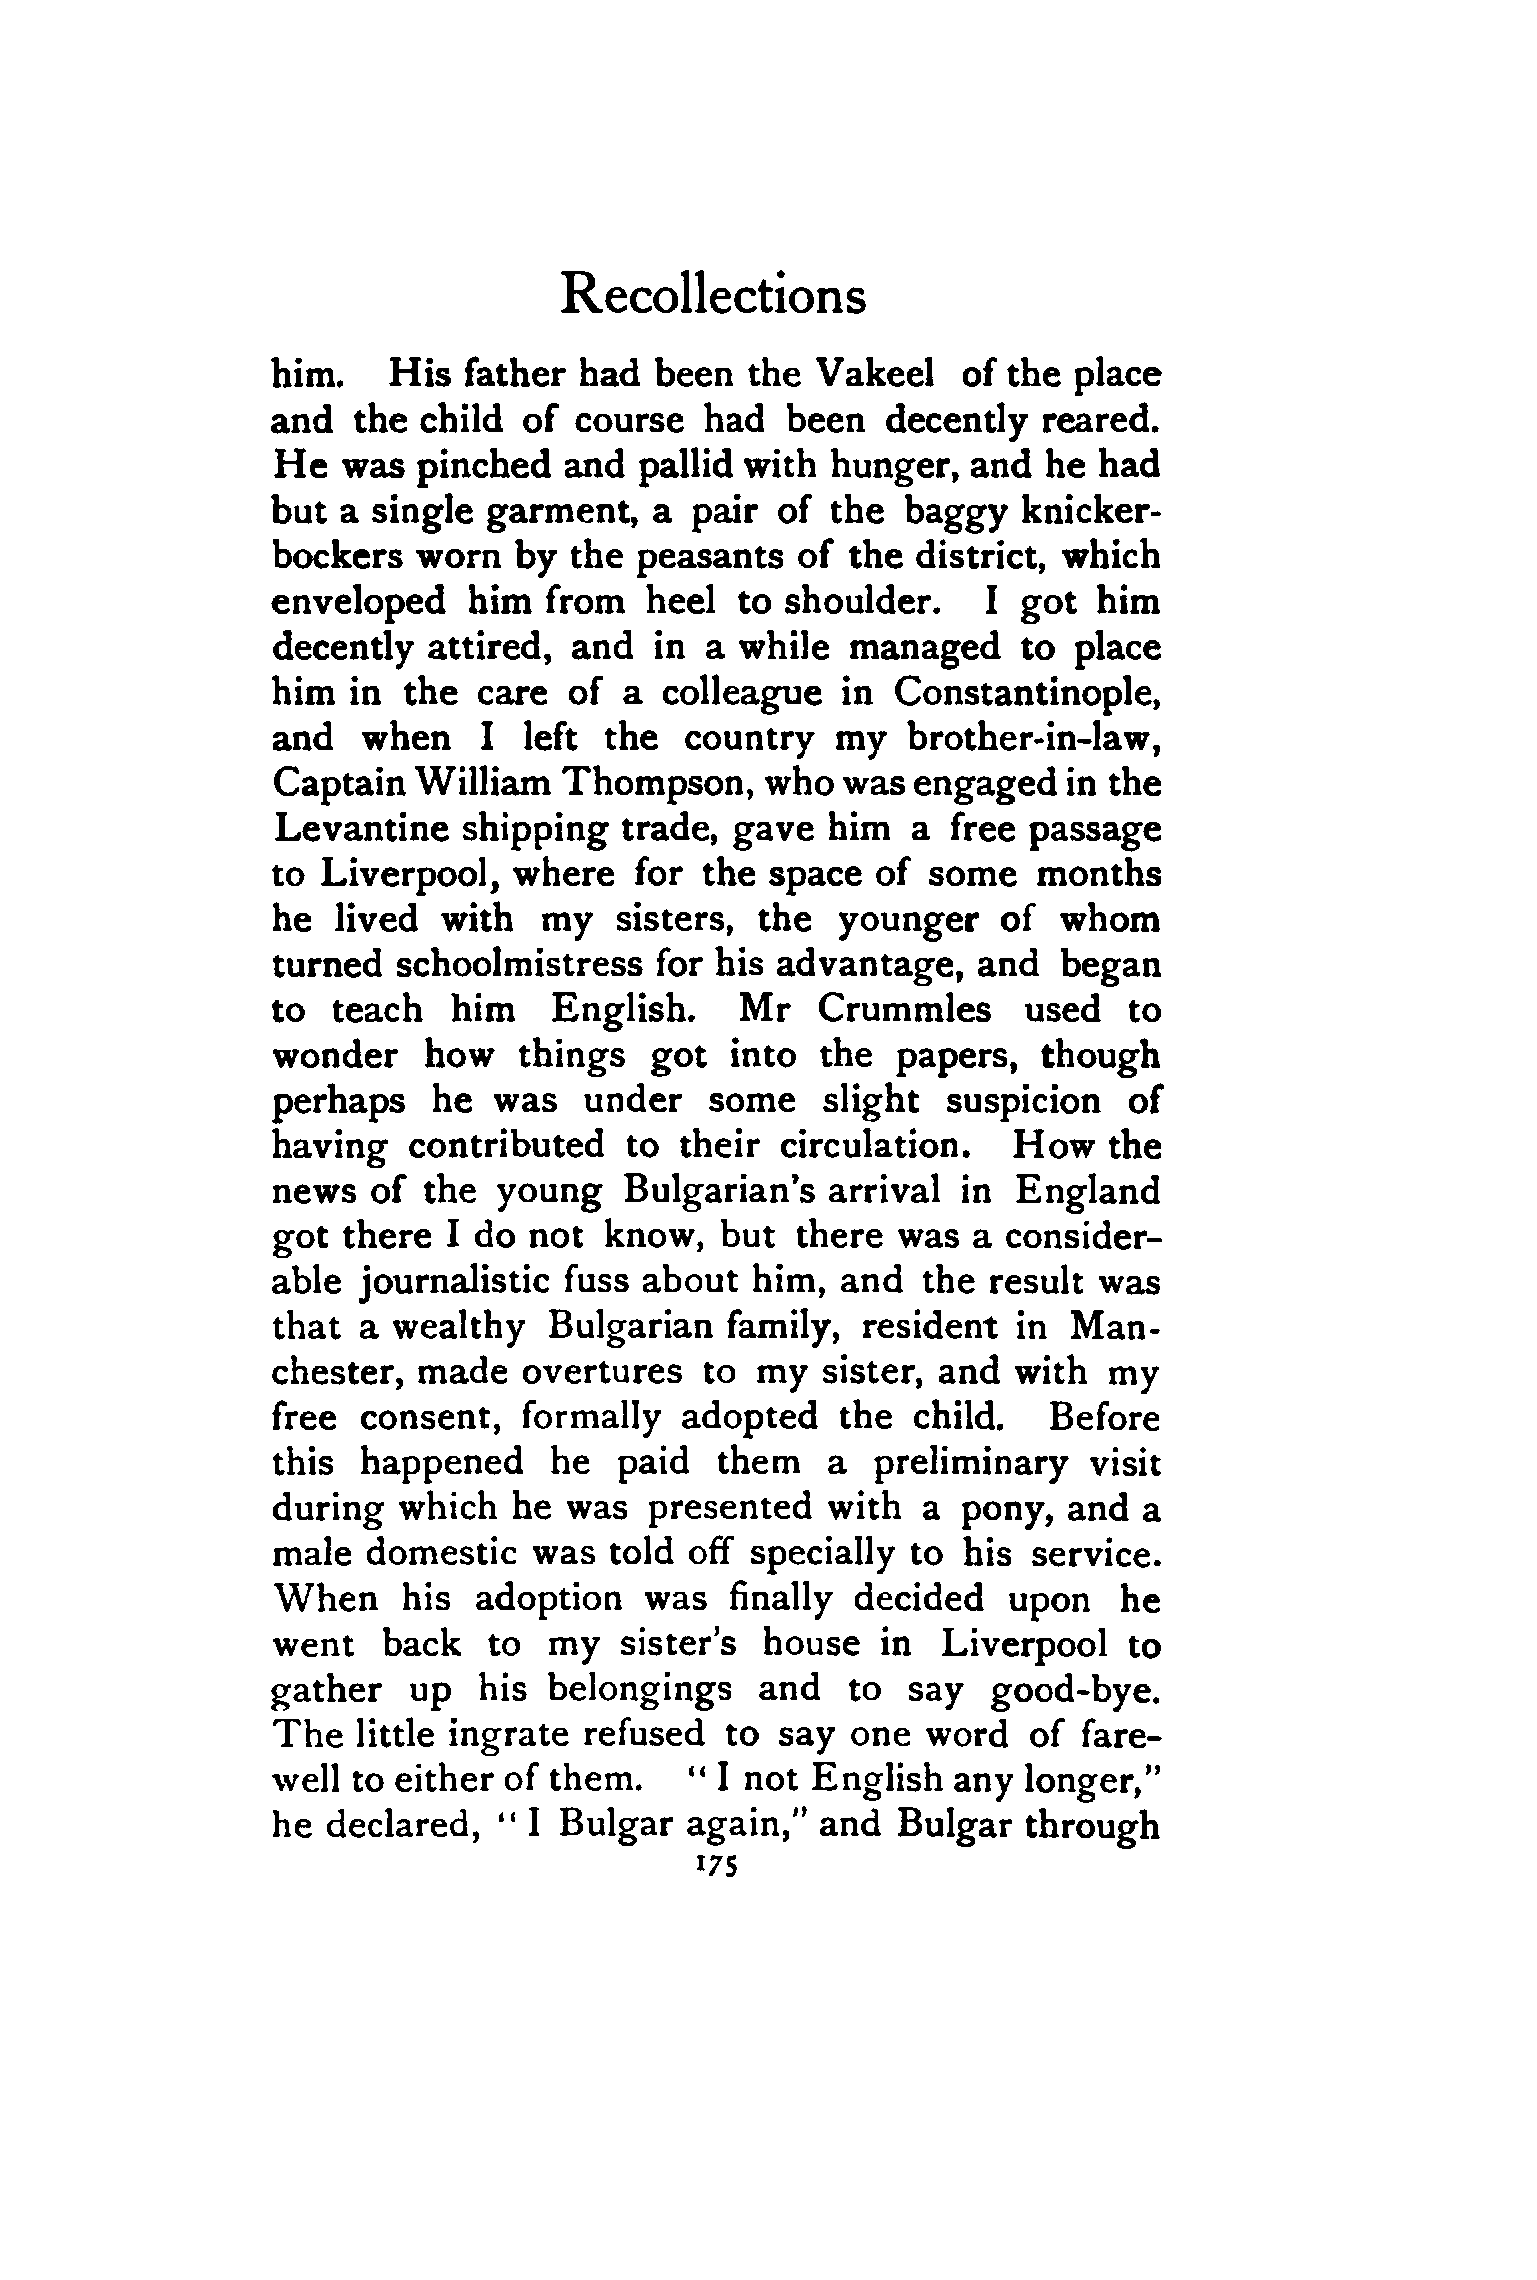 Recollections
him. His father had been the Vakeel of the place
and the child of course had been decently reared.
He was pinched and pallid with hunger, and he had
but a single garment, a pair of the baggy knicker-
bockers worn by the peasants of the district, which
enveloped him from heel to shoulder. I got him
decently attired, and in a while managed to place
him in the care of a colleague in Constantinople,
and when I left the country my brother-in-law,
Captain William Thompson, who was engaged in the
Levantine shipping trade, gave him a free passage
to Liverpool, where for the space of some months
he lived with my sisters, the younger of whom
turned schoolmistress for his advantage, and began
to teach him English. Mr Crummles used to
wonder how things got into the papers, though
perhaps he was under some slight suspicion of
having contributed to their circulation. How the
news of the young Bulgarian's arrival in England
got there I do not know, but there was a consider-
able journalistic fuss about him, and the result was
that a wealthy Bulgarian family, resident in Man-
chester, made overtures to my sister, and with my
free consent, formally adopted the child. Before
this happened he paid them a preliminary visit
during which he was presented with a pony, and a
male domestic was told off specially to his service.
When his adoption was finally decided upon he
went back to my sister's house in Liverpool to
gather up his belongings and to say good-bye.
The little ingrate refused to say one word of fare-
well to either of them. "I not English any longer,"
he declared, "I Bulgar again," and Bulgar through
175